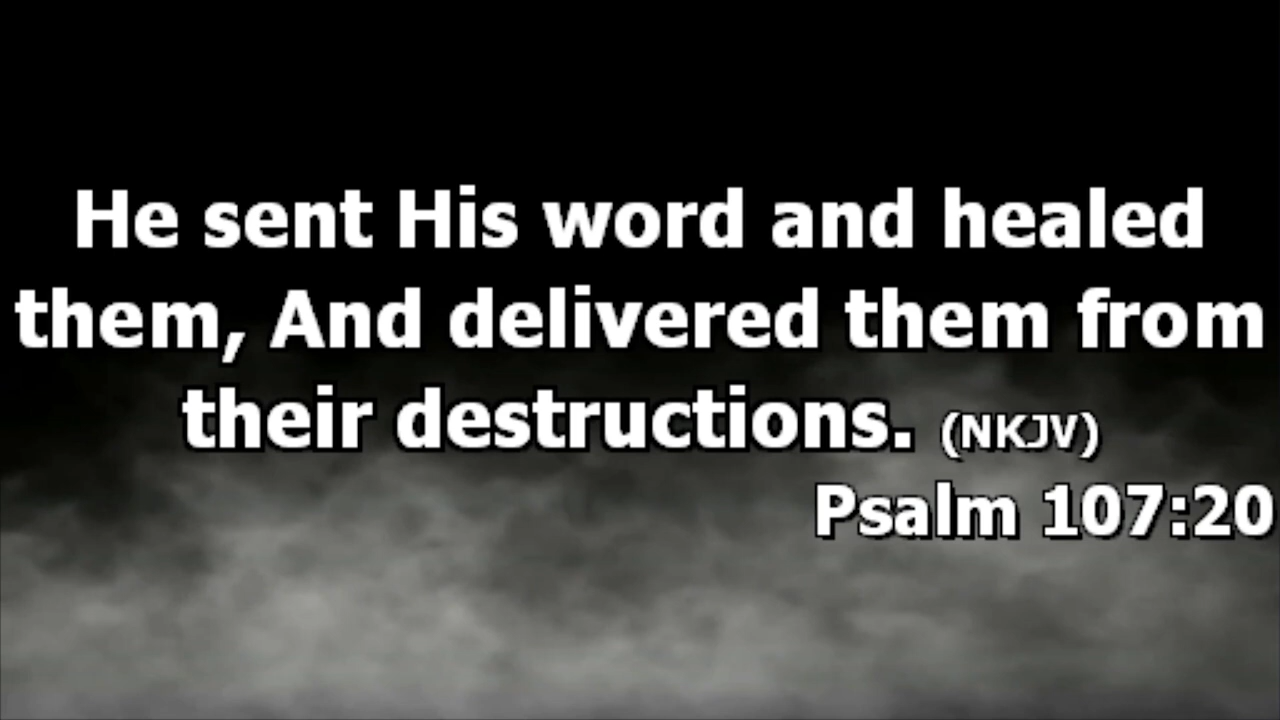 He sent His word and healed
them, And delivered them from
their destructions. (NKJV)
Psalm 107:20